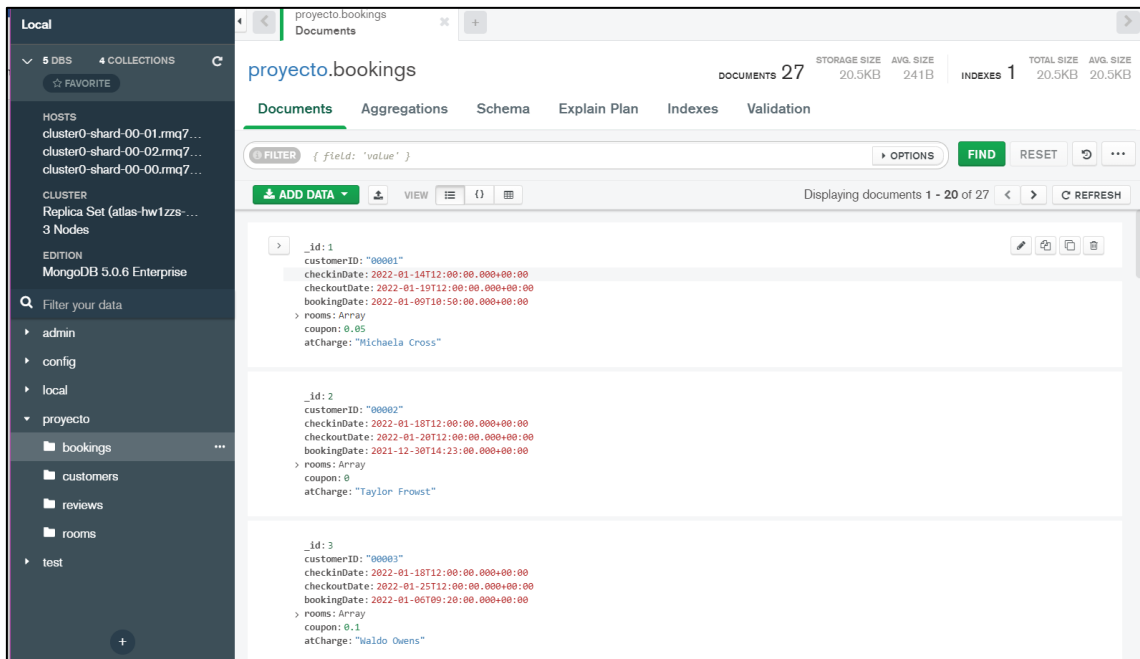 Local
5 DBS 4 COLLECTIONS
FAVORITE
HOSTS
cluster0-shard-00-01.rmq7...
cluster0-shard-00-02.rmq7...
cluster0-shard-00-00.rmq7...
CLUSTER
Replica Set (atlas-hw1zzs-...
3 Nodes
EDITION
MongoDB 5.0.6 Enterprise
Filter your data
admin
config
local
proyecto
bookings
customers
reviews
rooms
test
proyecto.bookings
Documents
proyecto.bookings
DOCUMENTS 27
STORAGE SIZE 20.5KB
AVG. SIZE 241B
INDEXES 1
TOTAL SIZE 20.5KB
AVG. SIZE 20.5KB
Documents Aggregations Schema Explain Plan Indexes Validation
FILTER { field: 'value' } OPTIONS FIND RESET
ADD DATA VIEW {} Displaying documents 1 - 20 of 27 REFRESH
_id: 1
customerID: "00001"
checkinDate: 2022-01-14T12:00:00.000+00:00
checkoutDate: 2022-01-19T12:00:00.000+00:00
bookingDate: 2022-01-09T10:50:00.000+00:00
rooms: Array
coupon: 0.05
atCharge: "Michaela Cross"
_id: 2
customerID: "00002"
checkinDate: 2022-01-18T12:00:00.000+00:00
checkoutDate: 2022-01-20T12:00:00.000+00:00
bookingDate: 2021-12-30T14:23:00.000+00:00
rooms: Array
coupon: 0
atCharge: "Taylor Frowst"
_id: 3
customerID: "00003"
checkinDate: 2022-01-18T12:00:00.000+00:00
checkoutDate: 2022-01-25T12:00:00.000+00:00
bookingDate: 2022-01-06T09:20:00.000+00:00
rooms: Array
coupon: 0.1
atCharge: "Waldo Owens"